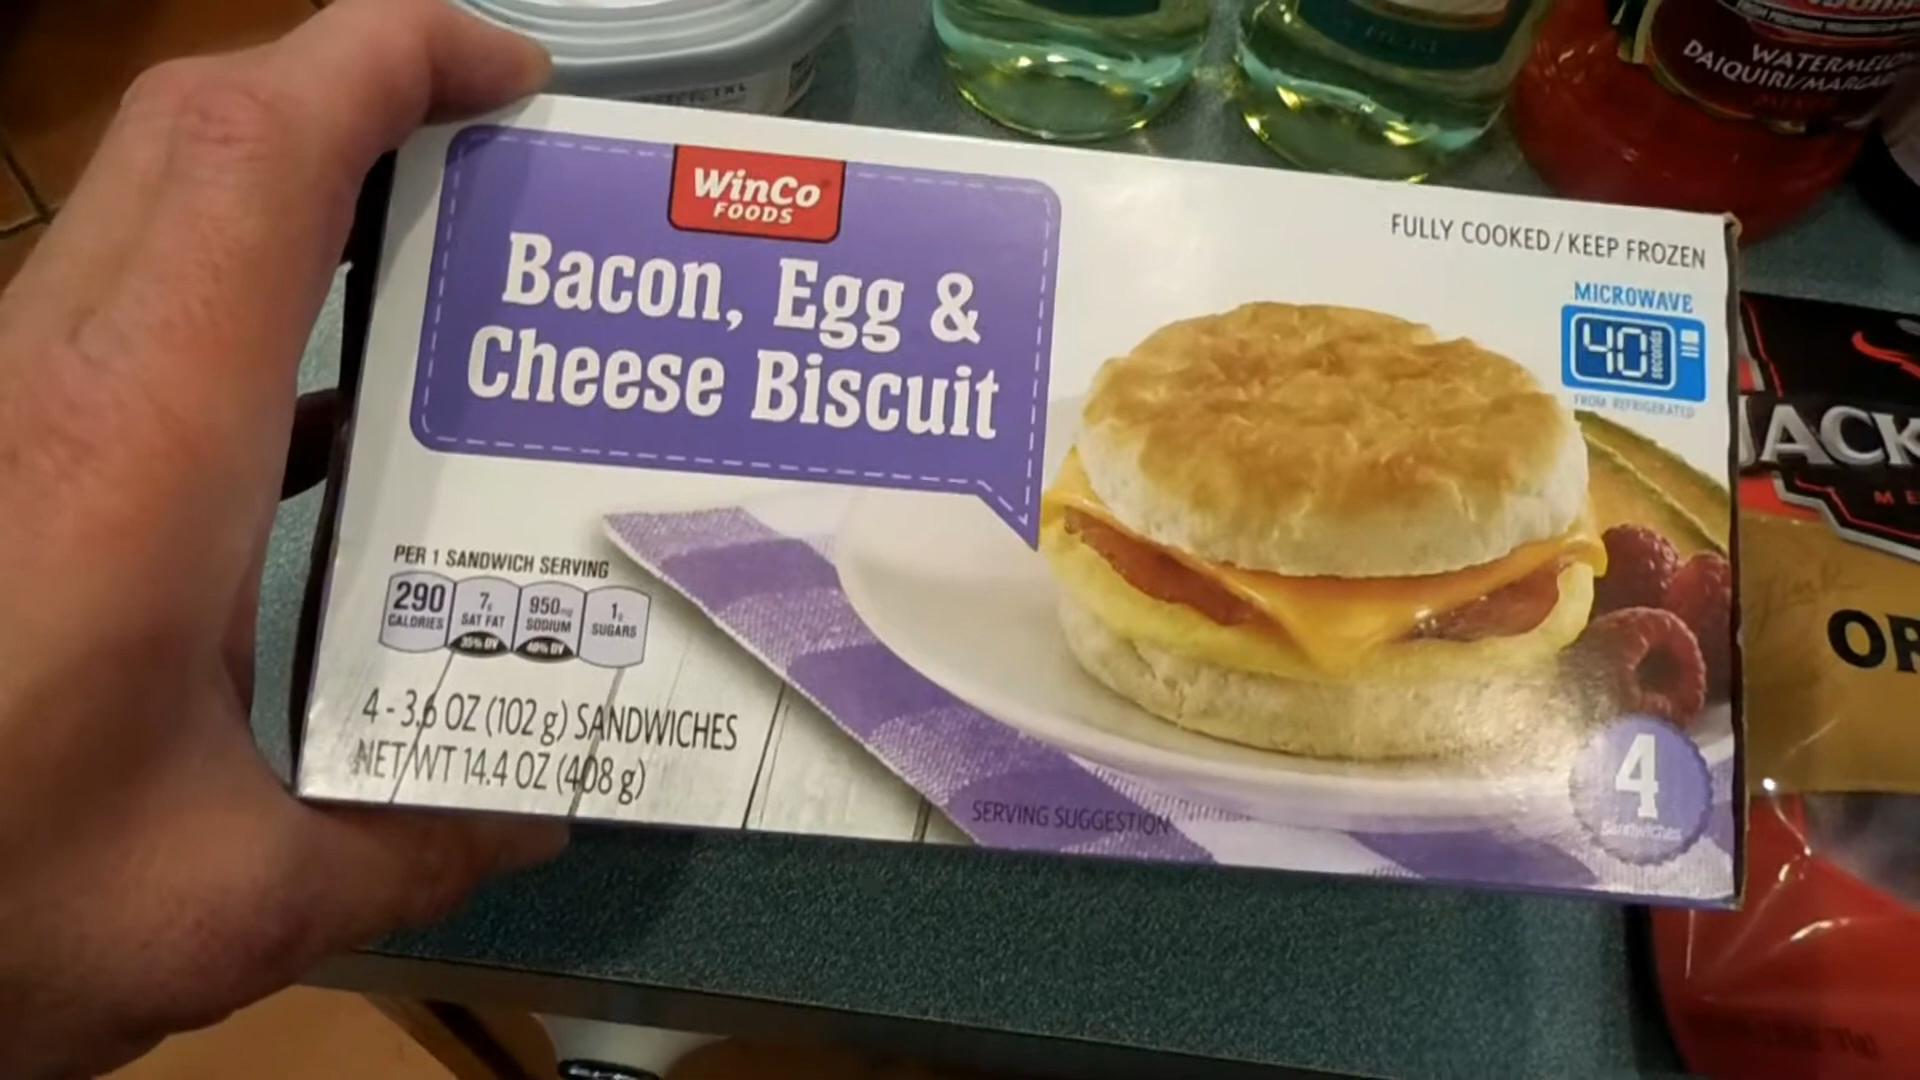 WATERMELO
DAIQUIRI/MARGAR
WinCo
FOODS
Bacon, Egg &
Cheese Biscuit
FULLY COOKED/KEEP FROZEN
MICROWAVE
40 seconds
FROM REFRIGERATED
JACK
OR
PER 1 SANDWICH SERVING
290 CALORIES
7g SAT FAT 35% DV
950mg SODIUM 40% DV
1g SUGARS
4 - 3.6 OZ (102 g) SANDWICHES
NET WT 14.4 OZ (408 g)
SERVING SUGGESTION
4
Sandwiches